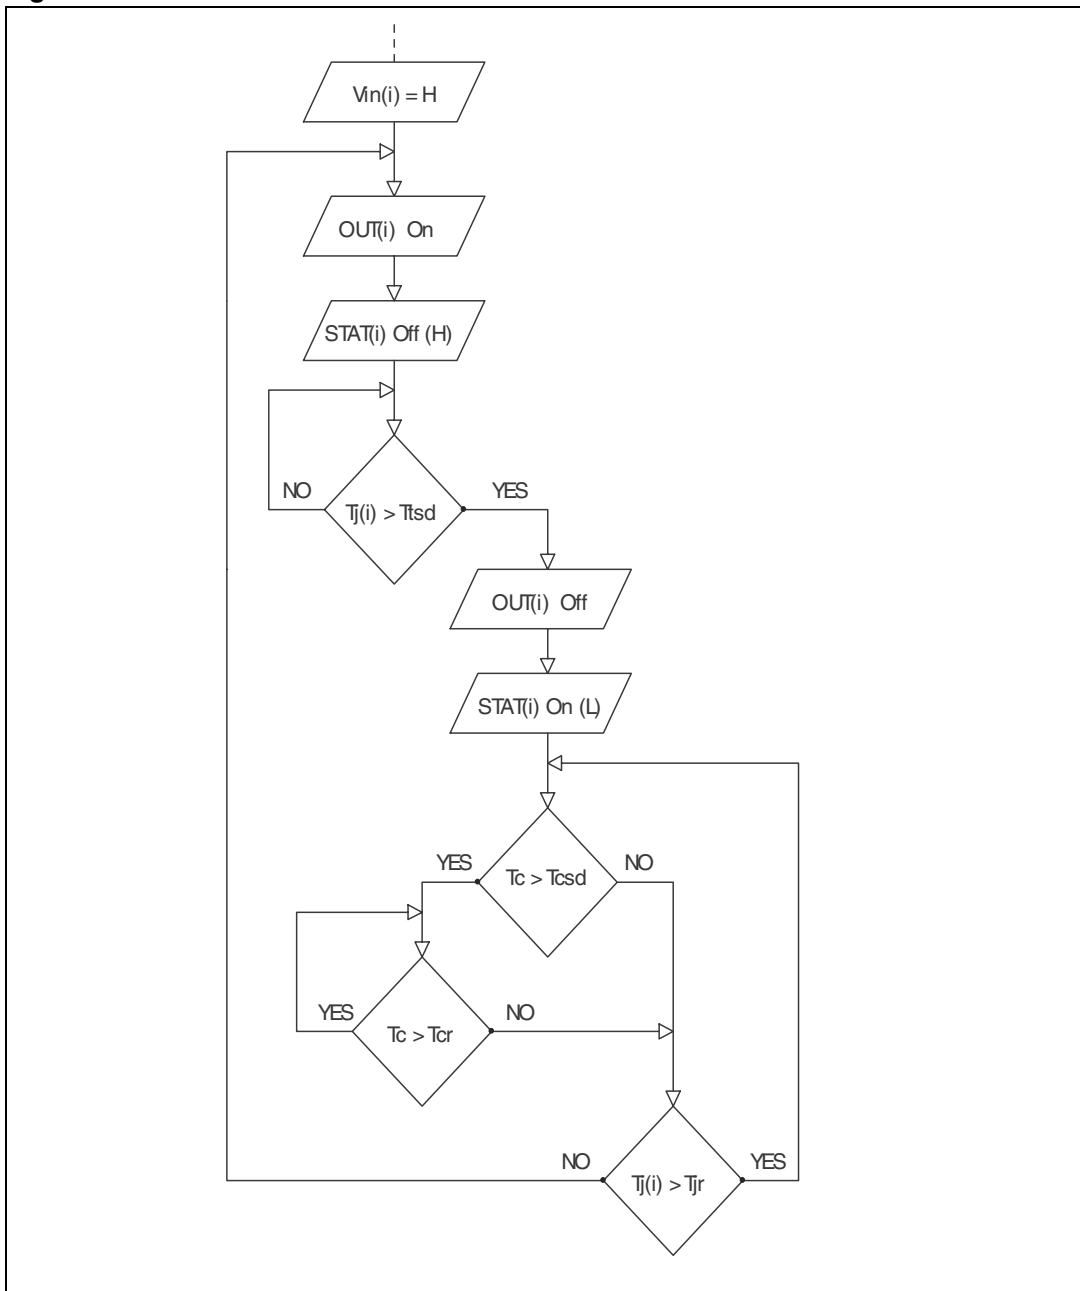 Vin(i) = H
OUT(i) On
STAT(i) Off (H)
NO
YES
Tj(i) > Ttsd
OUT(i) Off
STAT(i) On (L)
YES
NO
Tc > Tcsd
YES
NO
Tc > Tcr
NO
YES
Tj(i) > Tjr